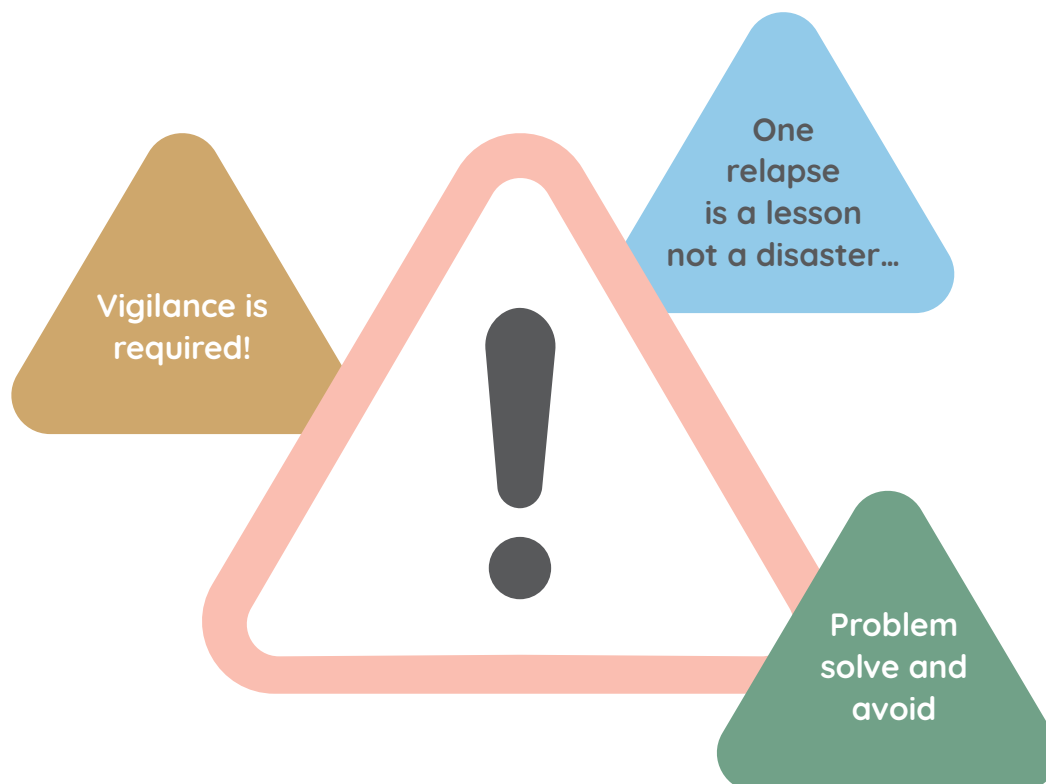 One
relapse
is a lesson
not a disaster...
Vigilance is
required!
!
Problem
solve and
avoid